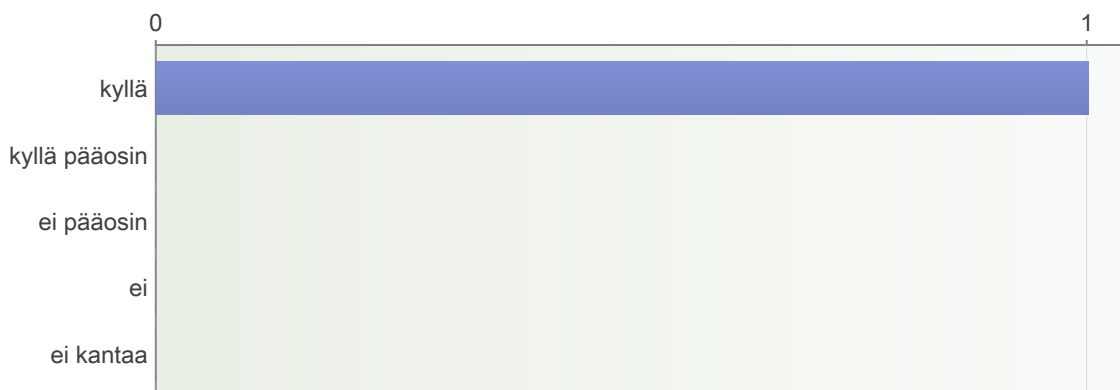 0 1
kyllä
kyllä pääosin
ei pääosin
ei
ei kantaa